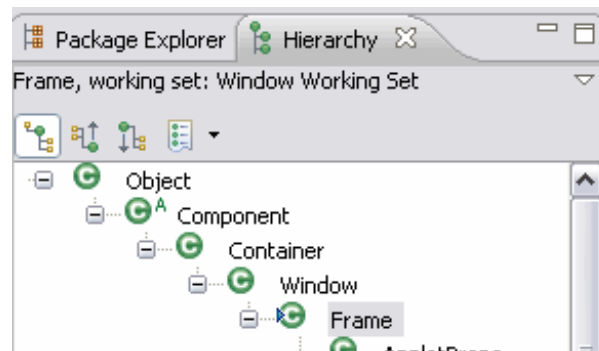 Package Explorer Hierarchy
Frame, working set: Window Working Set
Object
A Component
Container
Window
Frame